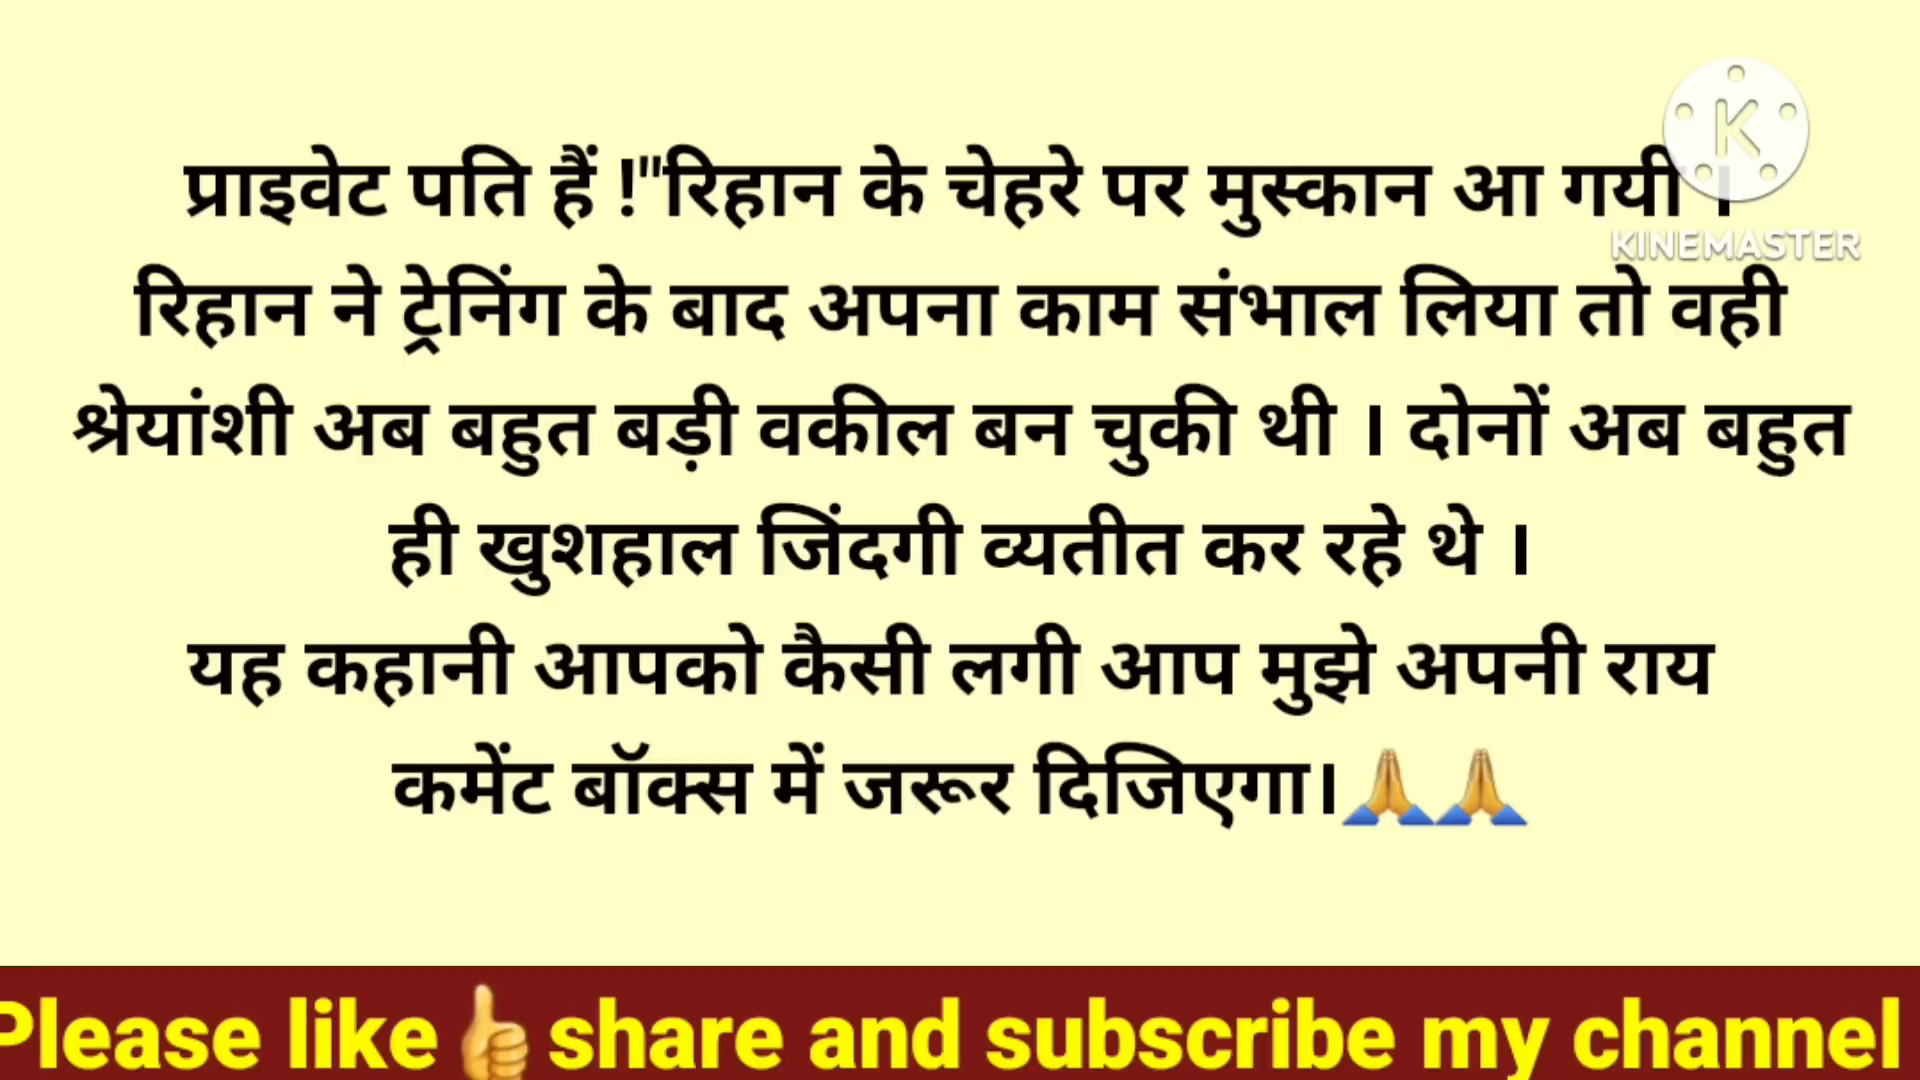 प्राइवेट पति हैं !"रिहान के चेहरे पर मुस्कान आ गयी ।
KINEMASTER
रिहान ने ट्रेनिंग के बाद अपना काम संभाल लिया तो वही
श्रेयांशी अब बहुत बड़ी वकील बन चुकी थी । दोनों अब बहुत
ही खुशहाल जिंदगी व्यतीत कर रहे थे ।
यह कहानी आपको कैसी लगी आप मुझे अपनी राय
कमेंट बॉक्स में जरूर दिजिएगा।🙏🙏
Please like👍share and subscribe my channel